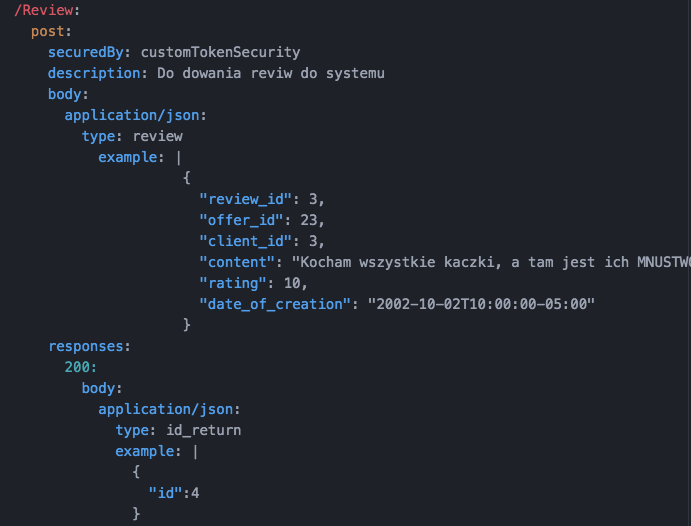 /Review:
post:
securedBy: customTokenSecurity
description: Do dowania reviw do systemu
body:
application/json:
type: review
example: |
{
"review_id": 3,
"offer_id": 23,
"client_id": 3,
"content": "Kocham wszystkie kaczki, a tam jest ich
"rating": 10,
"date_of_creation": "2002-10-02T10:00:00-05:00"
}
responses:
200:
body:
application/json:
type: id_return
example: |
{
"id":4
}